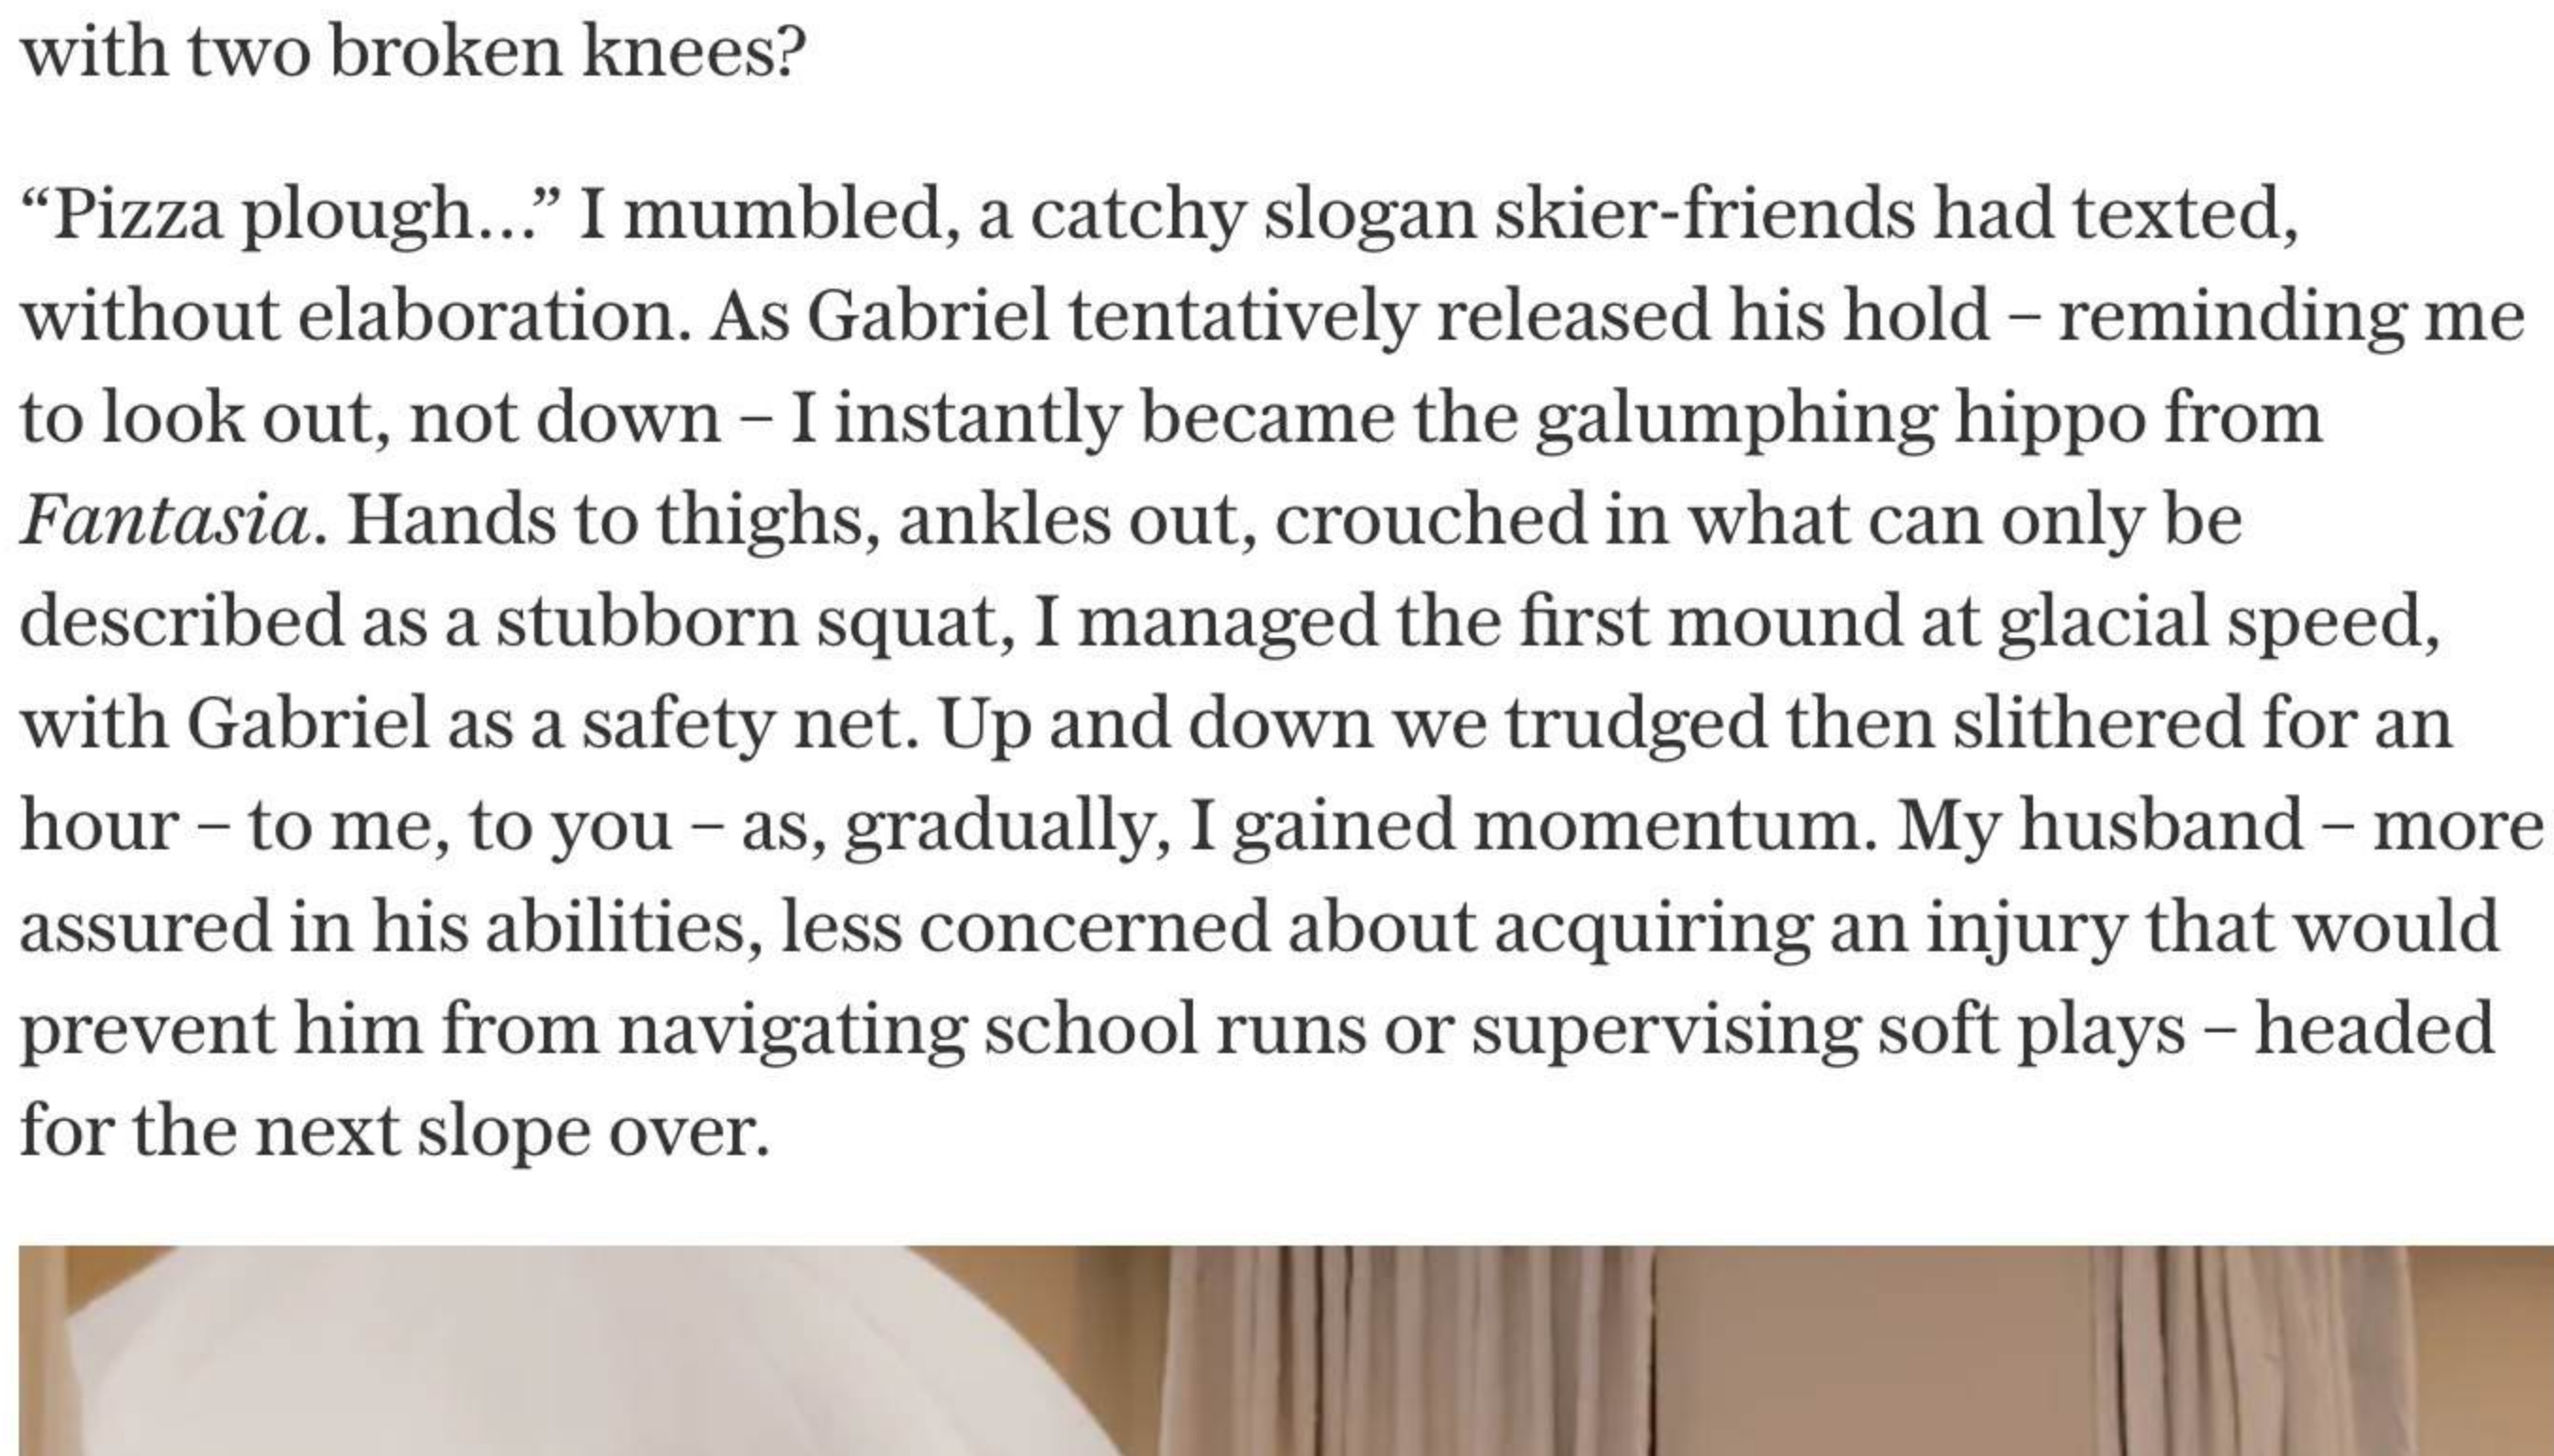 with two broken knees?
“Pizza plough...” I mumbled, a catchy slogan skier-friends had texted,
without elaboration. As Gabriel tentatively released his hold – reminding me
to look out, not down – I instantly became the galumphing hippo from
Fantasia. Hands to thighs, ankles out, crouched in what can only be
described as a stubborn squat, I managed the first mound at glacial speed,
with Gabriel as a safety net. Up and down we trudged then slithered for an
hour – to me, to you – as, gradually, I gained momentum. My husband – more
assured in his abilities, less concerned about acquiring an injury that would
prevent him from navigating school runs or supervising soft plays – headed
for the next slope over.